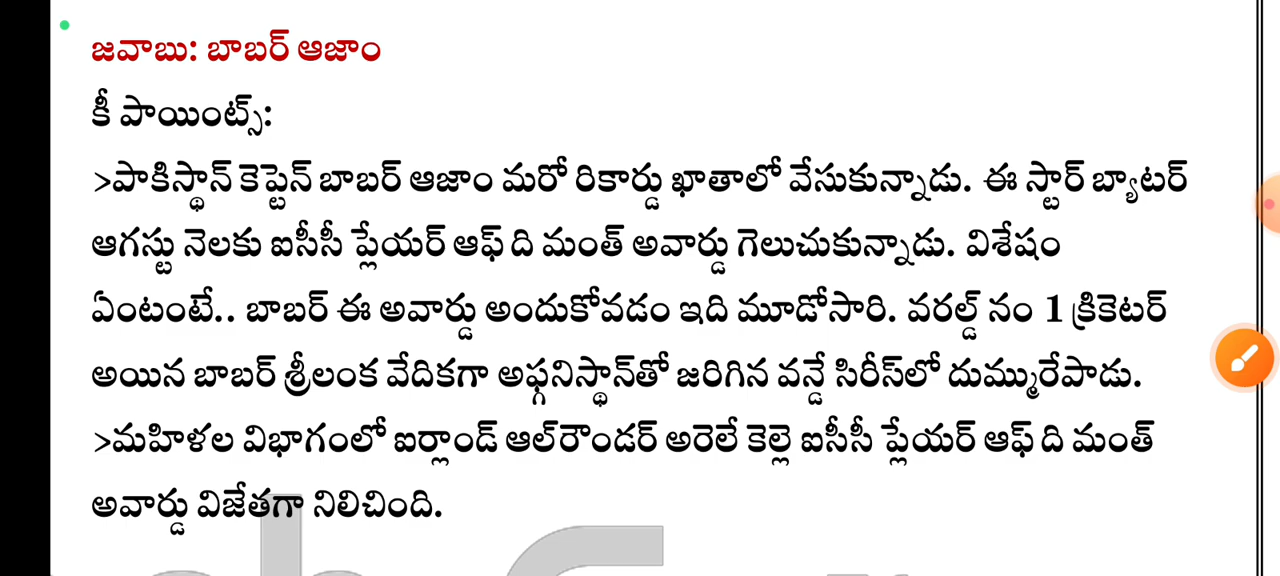 జవాబు: బాబర్ ఆజాం
కీ పాయింట్స్:
>పాకిస్థాన్ కెప్టెన్ బాబర్ ఆజాం మరో రికార్డు ఖాతాలో వేసుకున్నాడు. ఈ స్టార్ బ్యాటర్
ఆగస్టు నెలకు ఐసీసీ ప్లేయర్ ఆఫ్ ది మంత్ అవార్డు గెలుచుకున్నాడు. విశేషం
ఏంటంటే.. బాబర్ ఈ అవార్డు అందుకోవడం ఇది మూడోసారి. వరల్డ్ నం 1 క్రికెటర్
అయిన బాబర్ శ్రీలంక వేదికగా అఫ్గనిస్థాన్‌తో జరిగిన వన్డే సిరీస్‌లో దుమ్మురేపాడు.
>మహిళల విభాగంలో ఐర్లాండ్ ఆల్‌రౌండర్ అరెలే కెల్లె ఐసీసీ ప్లేయర్ ఆఫ్ ది మంత్
అవార్డు విజేతగా నిలిచింది.